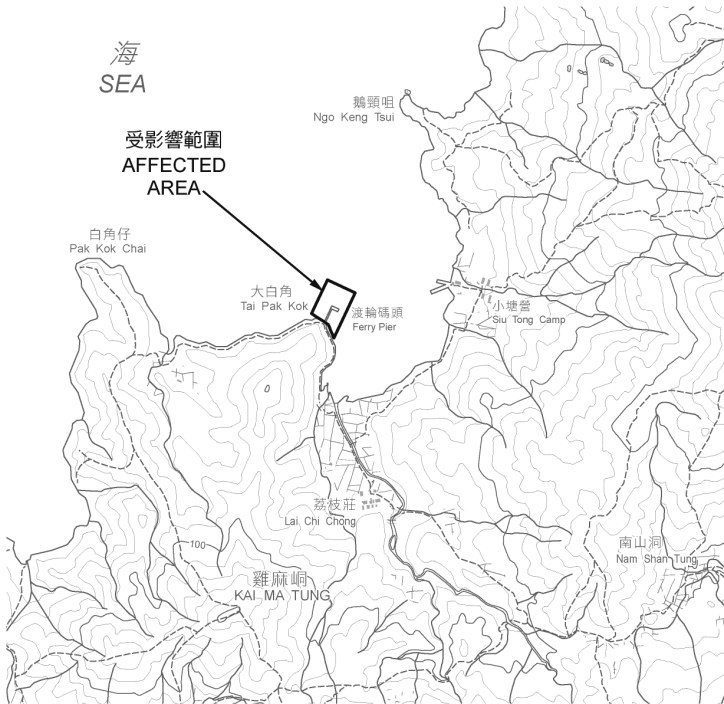 海
SEA
鵝頸咀
Ngo Keng Tsui
受影響範圍
AFFECTED
AREA
白角仔
Pak Kok Chai
大白角
Tai Pak Kok
渡輪碼頭
Ferry Pier
小塘營
Siu Tong Camp
荔枝莊
Lai Chi Chong
100
雞麻峒
KAI MA TUNG
南山洞
Nam Shan Tung